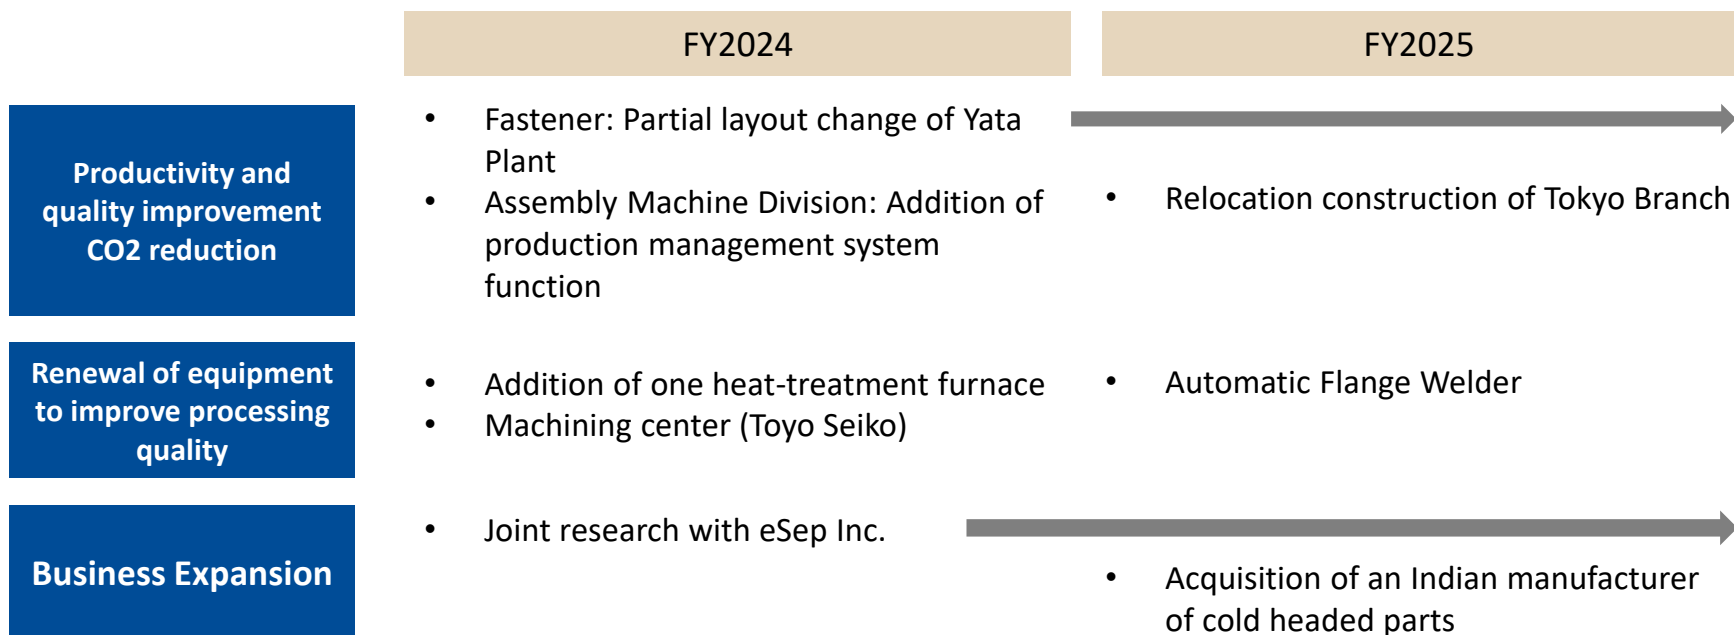 FY2024
FY2025
Productivity and
quality improvement
CO2 reduction
• Fastener: Partial layout change of Yata
Plant
• Assembly Machine Division: Addition of
production management system
function
• Relocation construction of Tokyo Branch
Renewal of equipment
to improve processing
quality
• Addition of one heat-treatment furnace
• Machining center (Toyo Seiko)
• Automatic Flange Welder
Business Expansion
• Joint research with eSep Inc.
• Acquisition of an Indian manufacturer
of cold headed parts